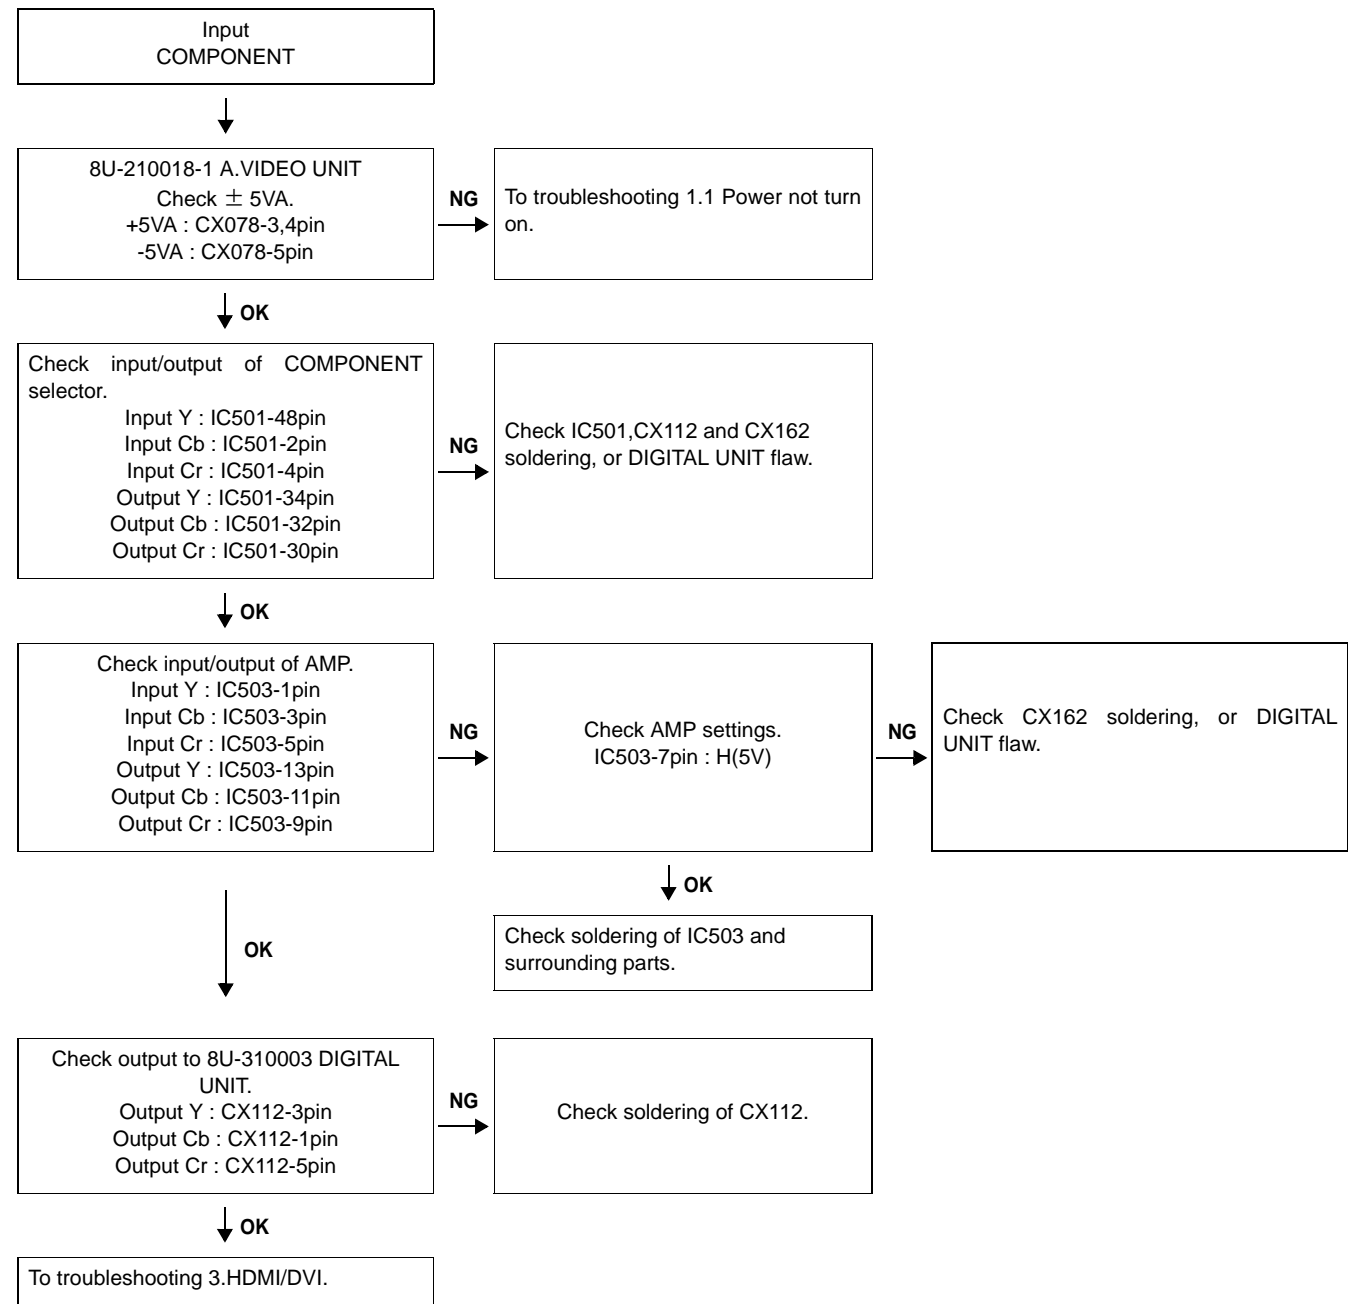 Input
COMPONENT
8U-210018-1 A.VIDEO UNIT
Check ± 5VA.
+5VA : CX078-3,4pin
-5VA : CX078-5pin
NG
To troubleshooting 1.1 Power not turn
on.
OK
Check input/output of COMPONENT
selector.
Input Y : IC501-48pin
Input Cb : IC501-2pin
Input Cr : IC501-4pin
Output Y : IC501-34pin
Output Cb : IC501-32pin
Output Cr : IC501-30pin
NG
Check IC501,CX112 and CX162
soldering, or DIGITAL UNIT flaw.
OK
Check input/output of AMP.
Input Y : IC503-1pin
Input Cb : IC503-3pin
Input Cr : IC503-5pin
Output Y : IC503-13pin
Output Cb : IC503-11pin
Output Cr : IC503-9pin
NG
Check AMP settings.
IC503-7pin : H(5V)
NG
Check CX162 soldering, or DIGITAL
UNIT flaw.
OK
Check soldering of IC503 and
surrounding parts.
OK
Check output to 8U-310003 DIGITAL
UNIT.
Output Y : CX112-3pin
Output Cb : CX112-1pin
Output Cr : CX112-5pin
NG
Check soldering of CX112.
OK
To troubleshooting 3.HDMI/DVI.